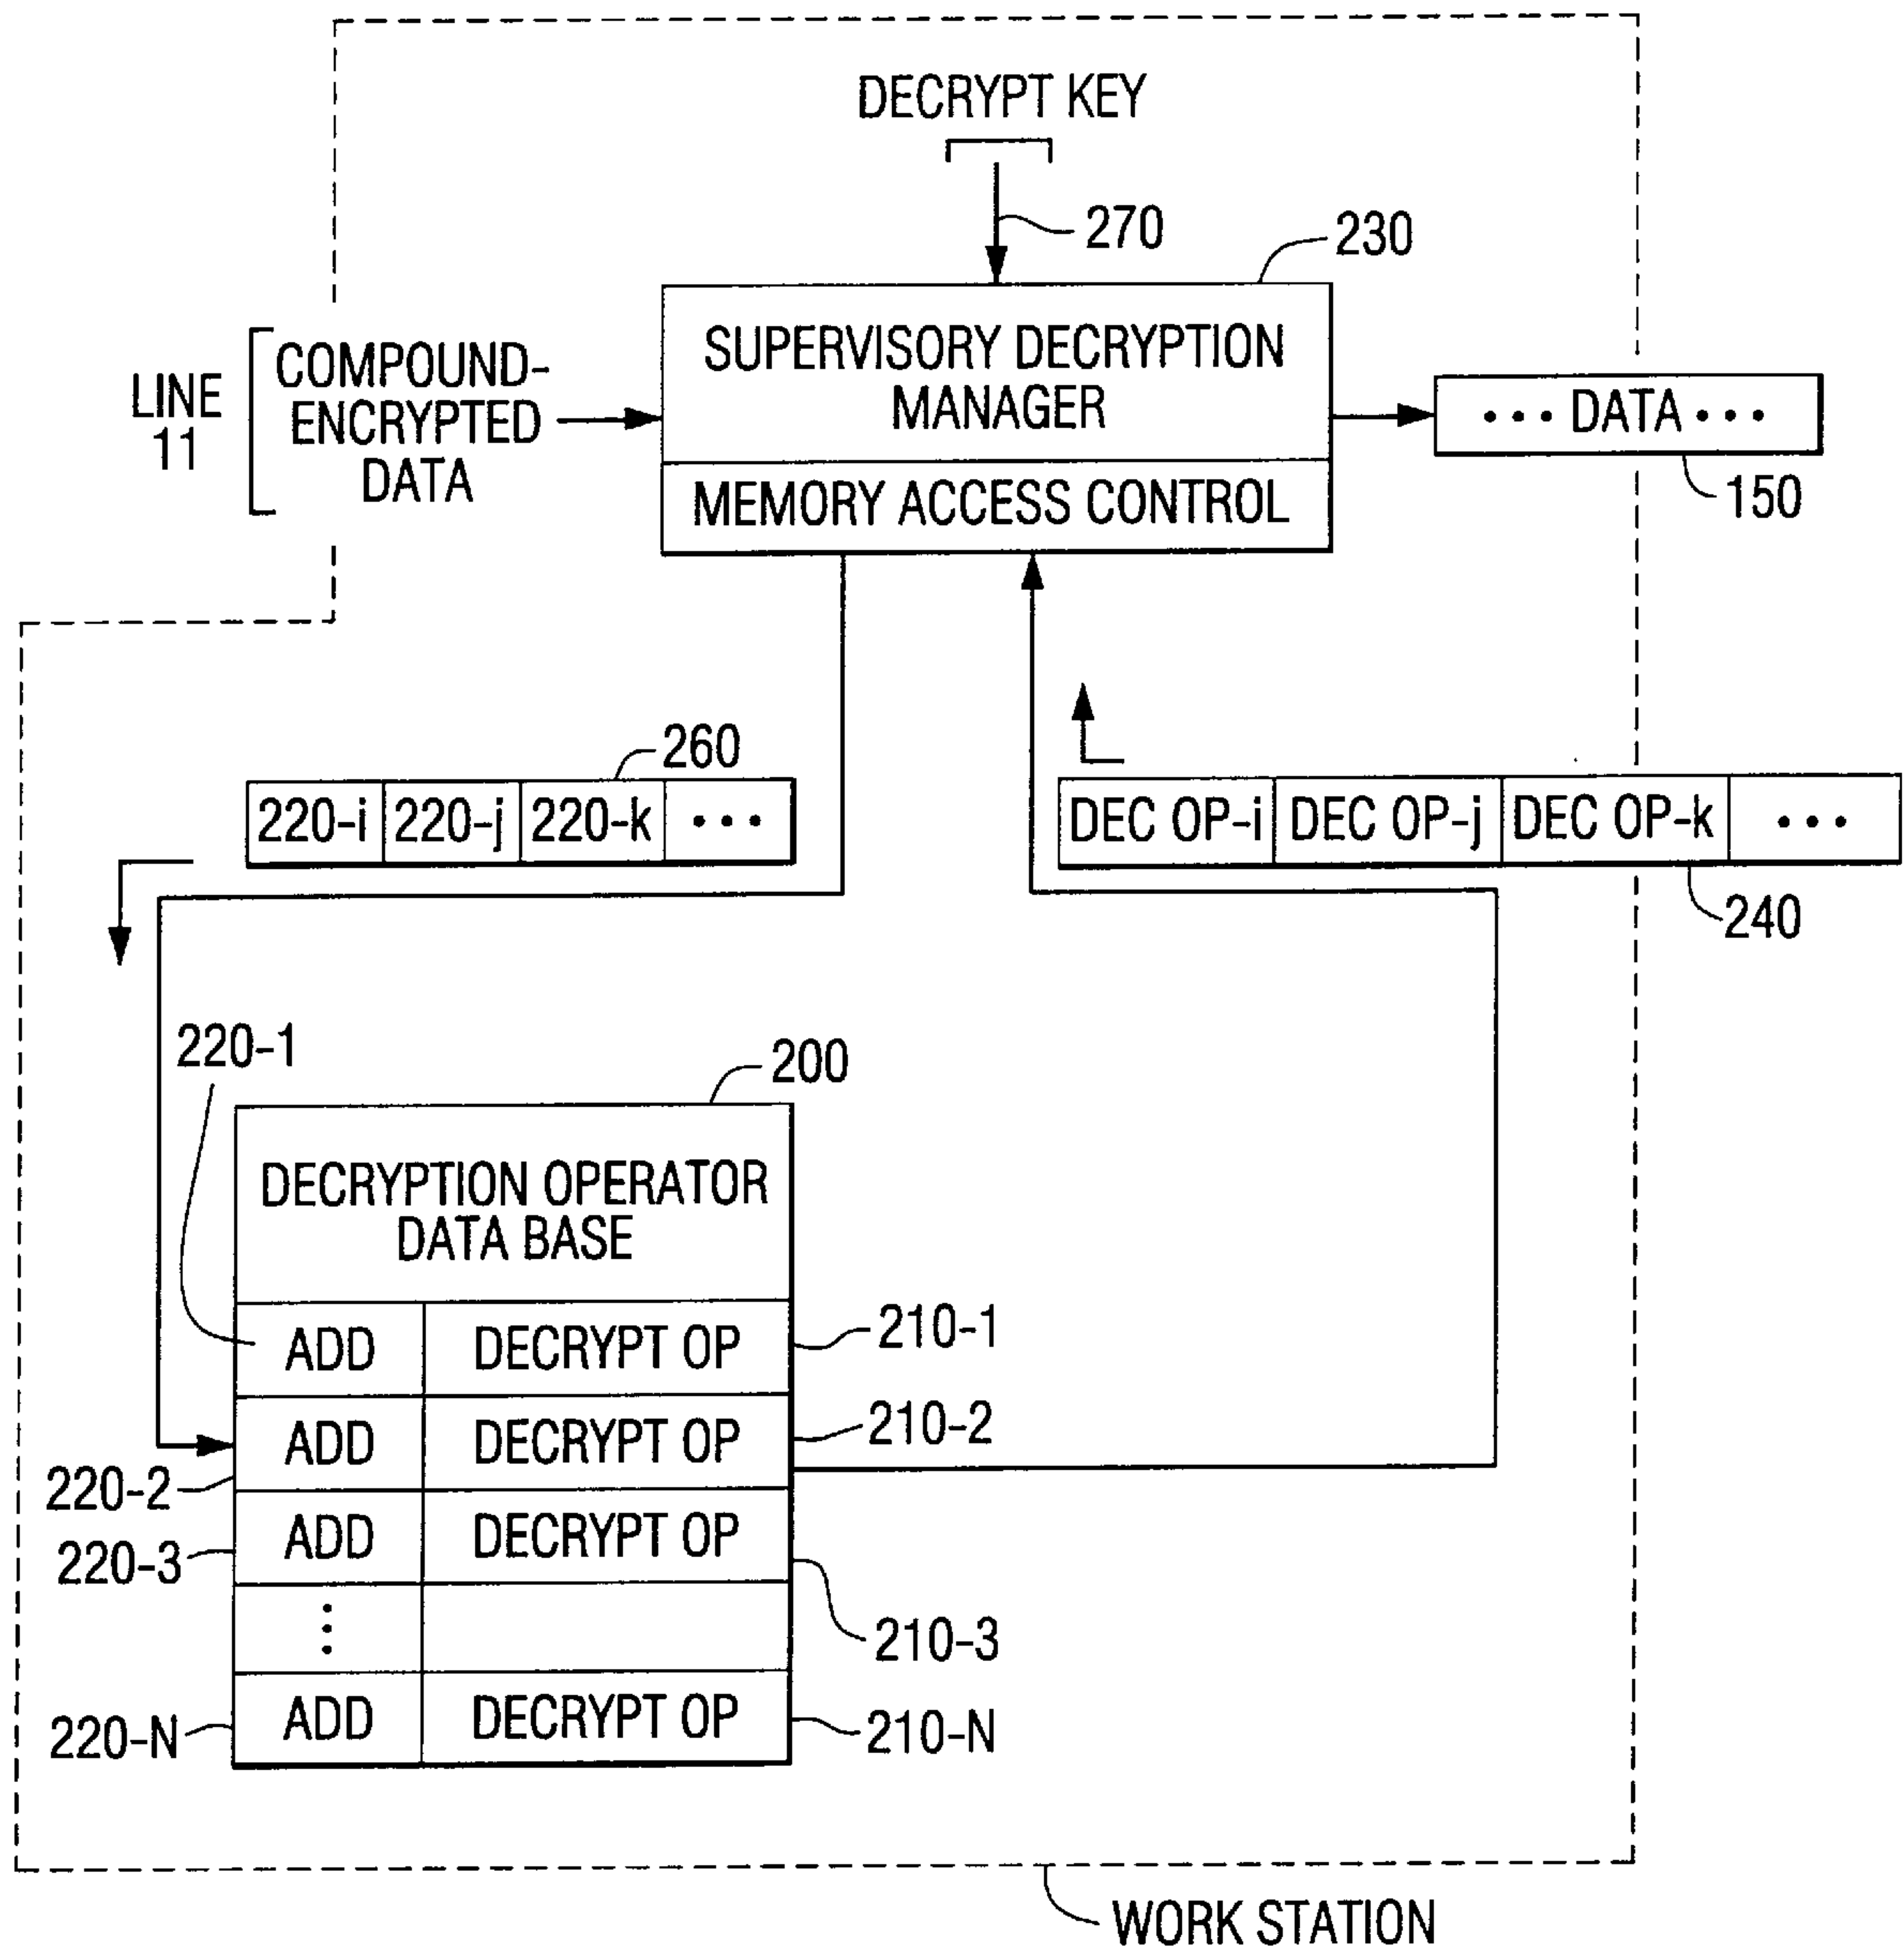 DECRYPT KEY
270
230
LINE
11
COMPOUND-
ENCRYPTED
DATA
SUPERVISORY DECRYPTION
MANAGER
MEMORY ACCESS CONTROL
••• DATA •••
150
260
220-i 220-j 220-k •••
DEC OP-i DEC OP-j DEC OP-k •••
240
220-1
200
DECRYPTION OPERATOR
DATA BASE
ADD DECRYPT OP 210-1
ADD DECRYPT OP 210-2
220-2
ADD DECRYPT OP
220-3
210-3
220-N ADD DECRYPT OP 210-N
WORK STATION